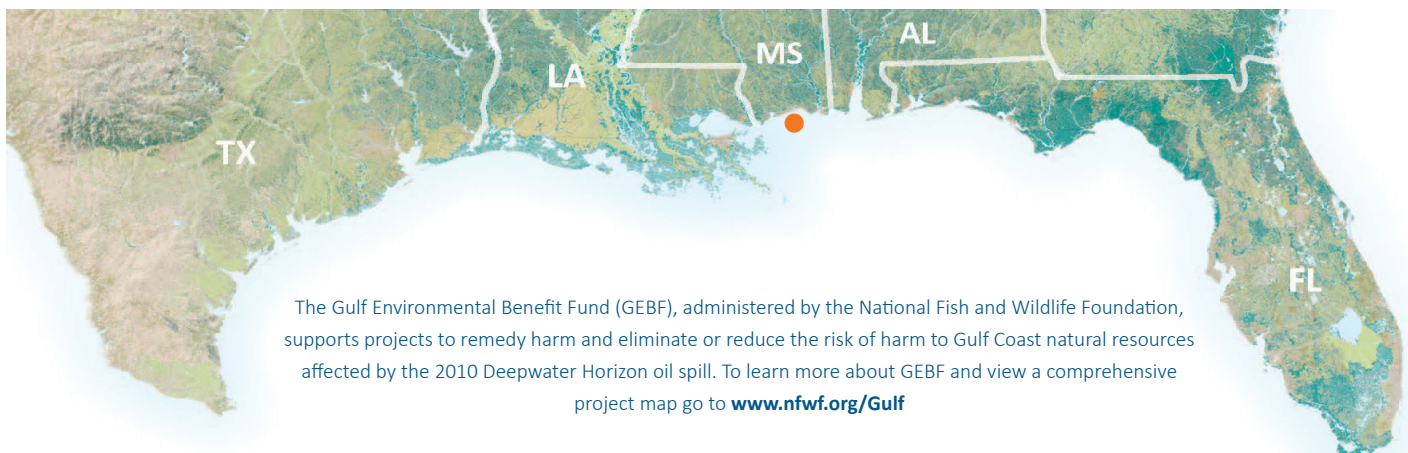 AL
MS
LA
TX
FL
The Gulf Environmental Benefit Fund (GEBF), administered by the National Fish and Wildlife Foundation,
supports projects to remedy harm and eliminate or reduce the risk of harm to Gulf Coast natural resources
affected by the 2010 Deepwater Horizon oil spill. To learn more about GEBF and view a comprehensive
project map go to www.nfwf.org/Gulf